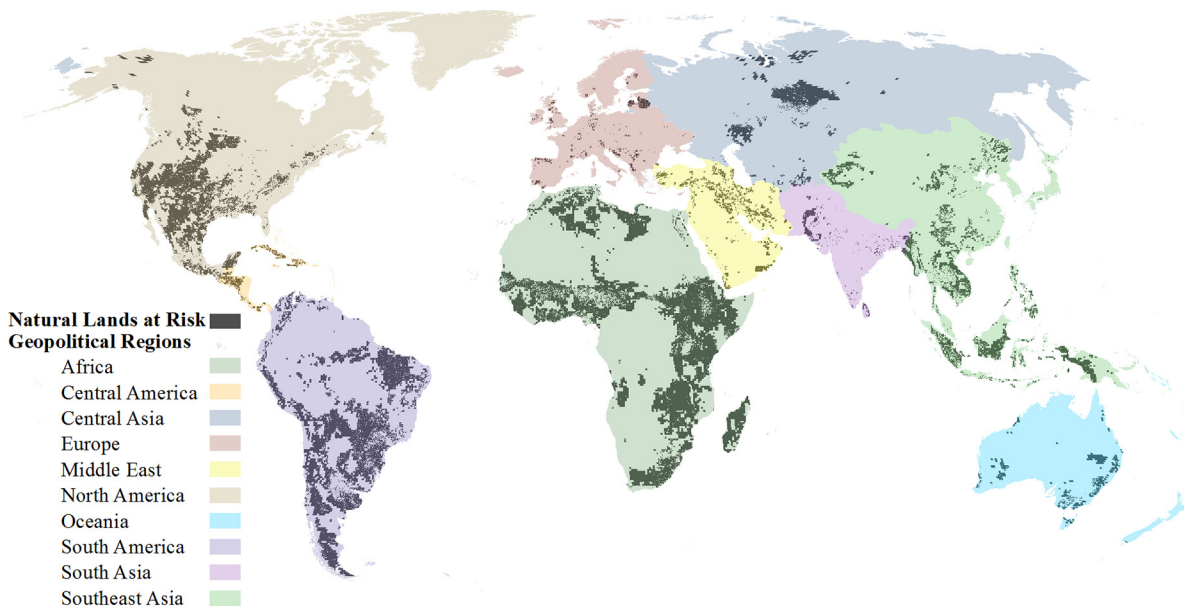 Natural Lands at Risk
Geopolitical Regions
Africa
Central America
Central Asia
Europe
Middle East
North America
Oceania
South America
South Asia
Southeast Asia